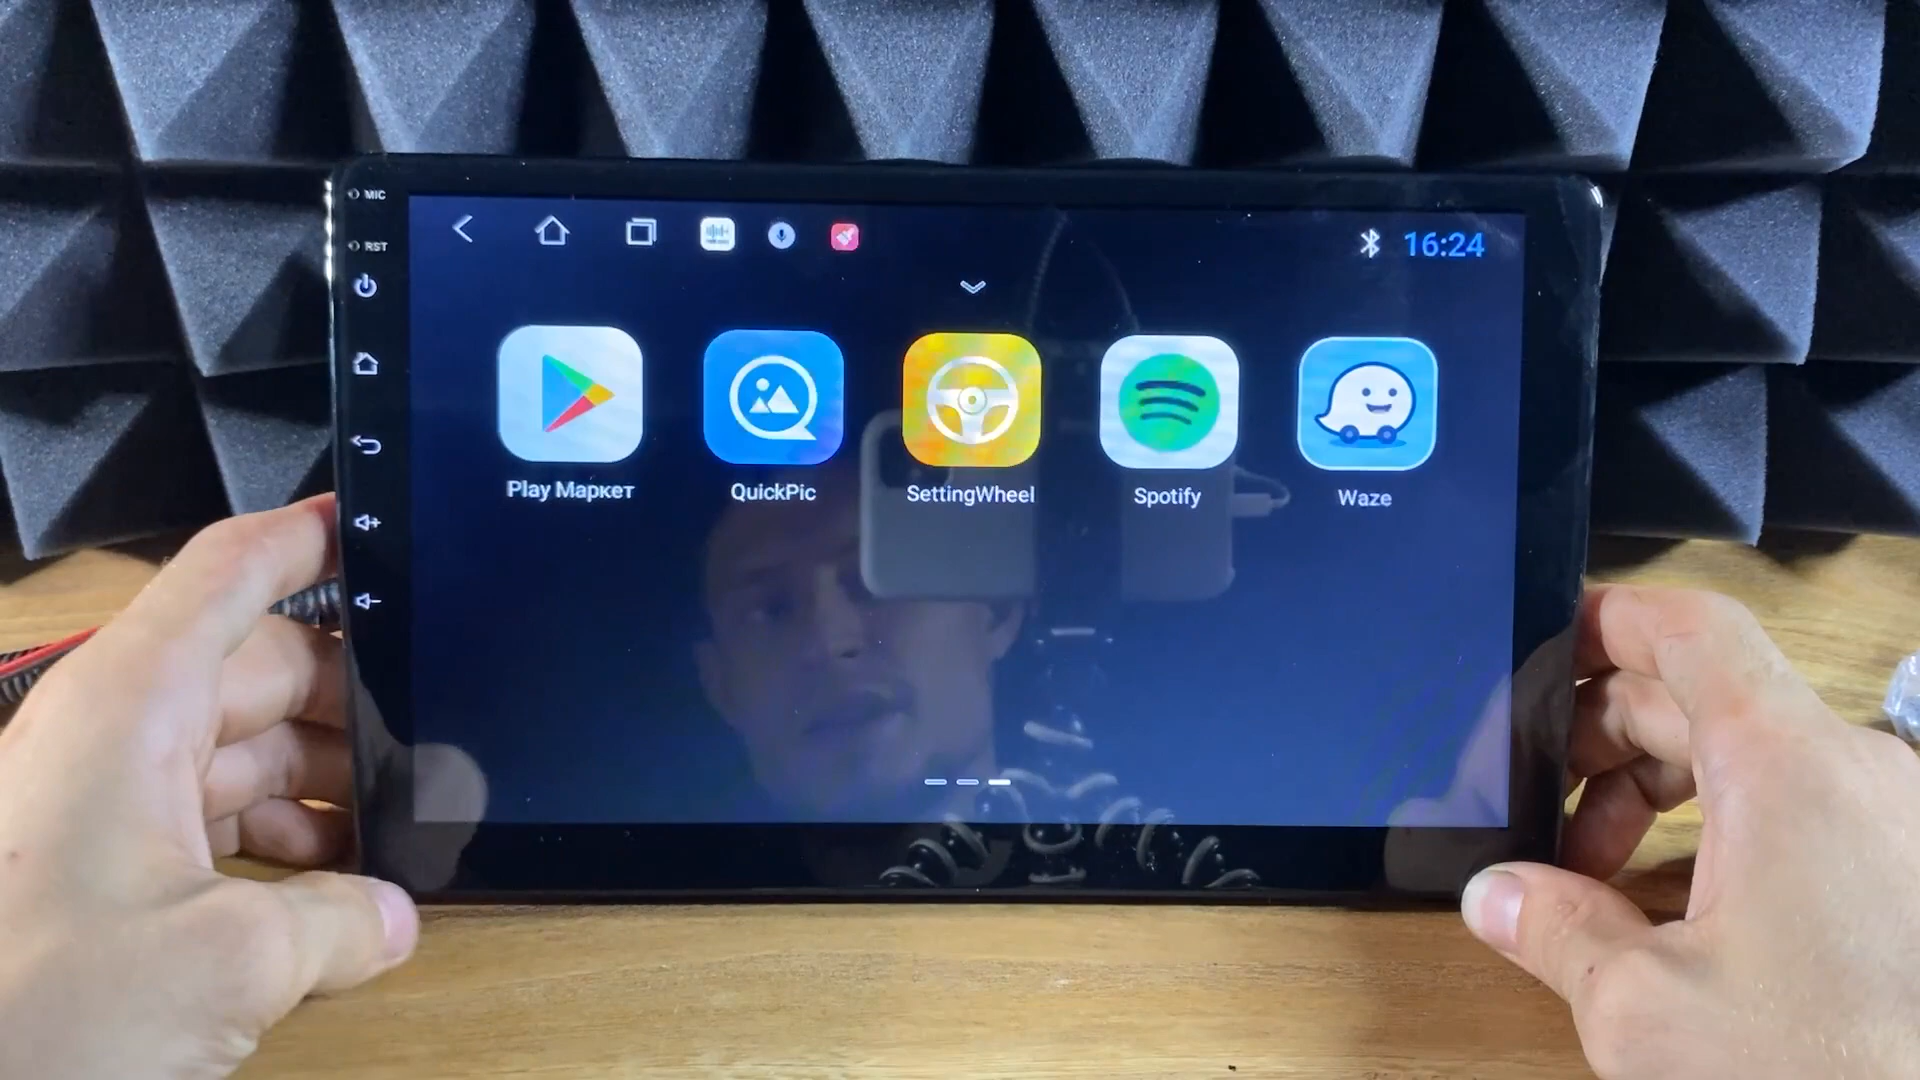 MIC
RST
16:24
Play Маркет
QuickPic
SettingWheel
Spotify
Waze